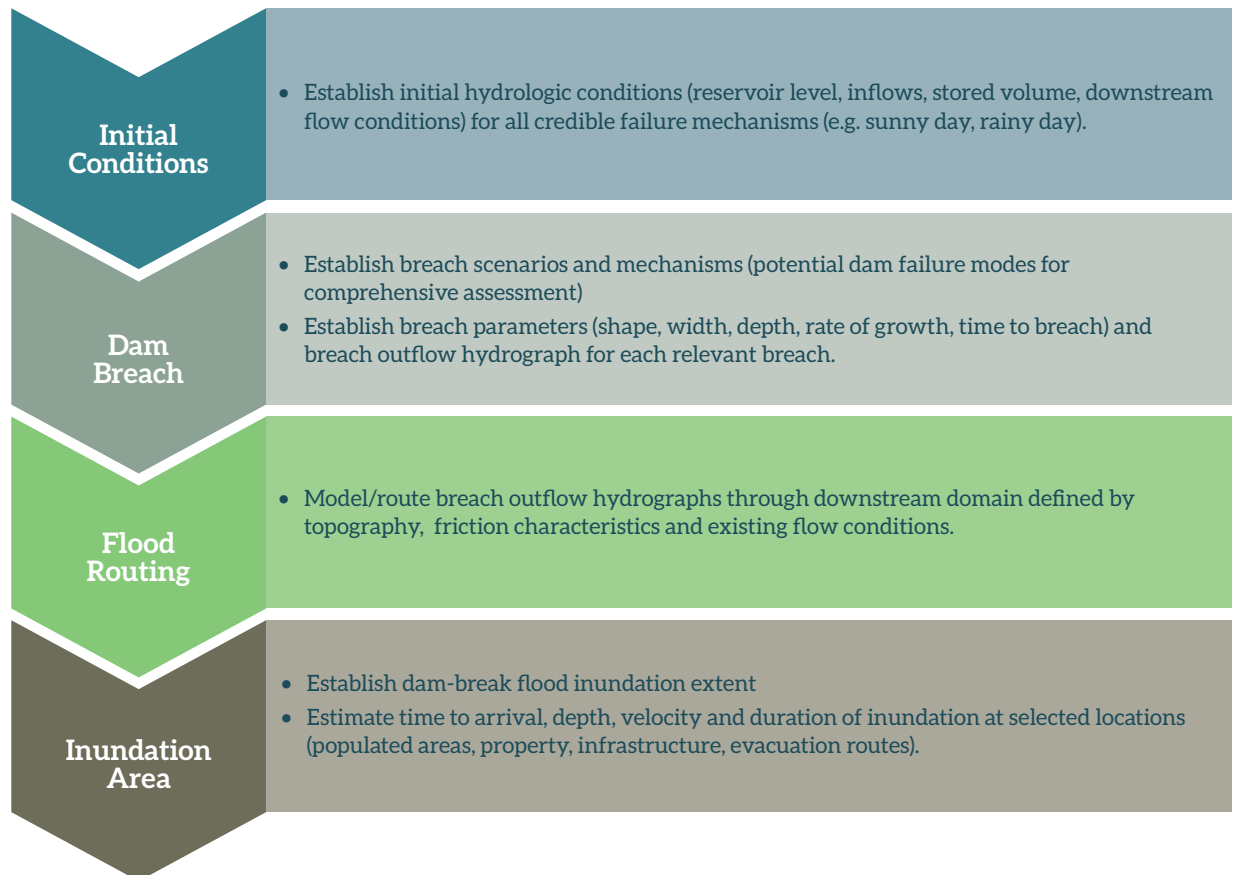 Initial
Conditions
• Establish initial hydrologic conditions (reservoir level, inflows, stored volume, downstream
flow conditions) for all credible failure mechanisms (e.g. sunny day, rainy day).
Dam
Breach
• Establish breach scenarios and mechanisms (potential dam failure modes for
comprehensive assessment)
• Establish breach parameters (shape, width, depth, rate of growth, time to breach) and
breach outflow hydrograph for each relevant breach.
Flood
Routing
• Model/route breach outflow hydrographs through downstream domain defined by
topography,  friction characteristics and existing flow conditions.
Inundation
Area
• Establish dam-break flood inundation extent
• Estimate time to arrival, depth, velocity and duration of inundation at selected locations
(populated areas, property, infrastructure, evacuation routes).